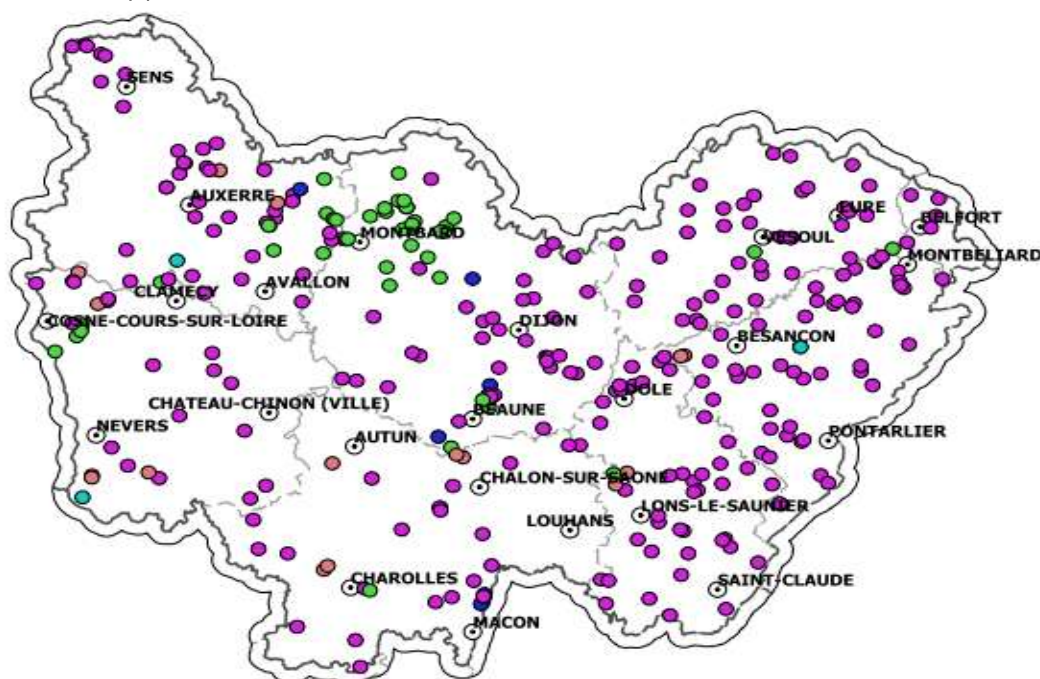 SENS
AUXERRE
LURE
BELFORT
MONTBARD
VESOUL
MONTBELIARD
AVALLON
CLAMECY
COSNE-COURS-SUR-LOIRE
DIJON
BESANCON
DOLE
CHATEAU-CHINON (VILLE)
BEAUNE
NEVERS
AUTUN
PONTARLIER
CHALON-SUR-SAONE
LONS-LE-SAUNIER
LOUHANS
CHAROLLES
SAINT-CLAUDE
MACON